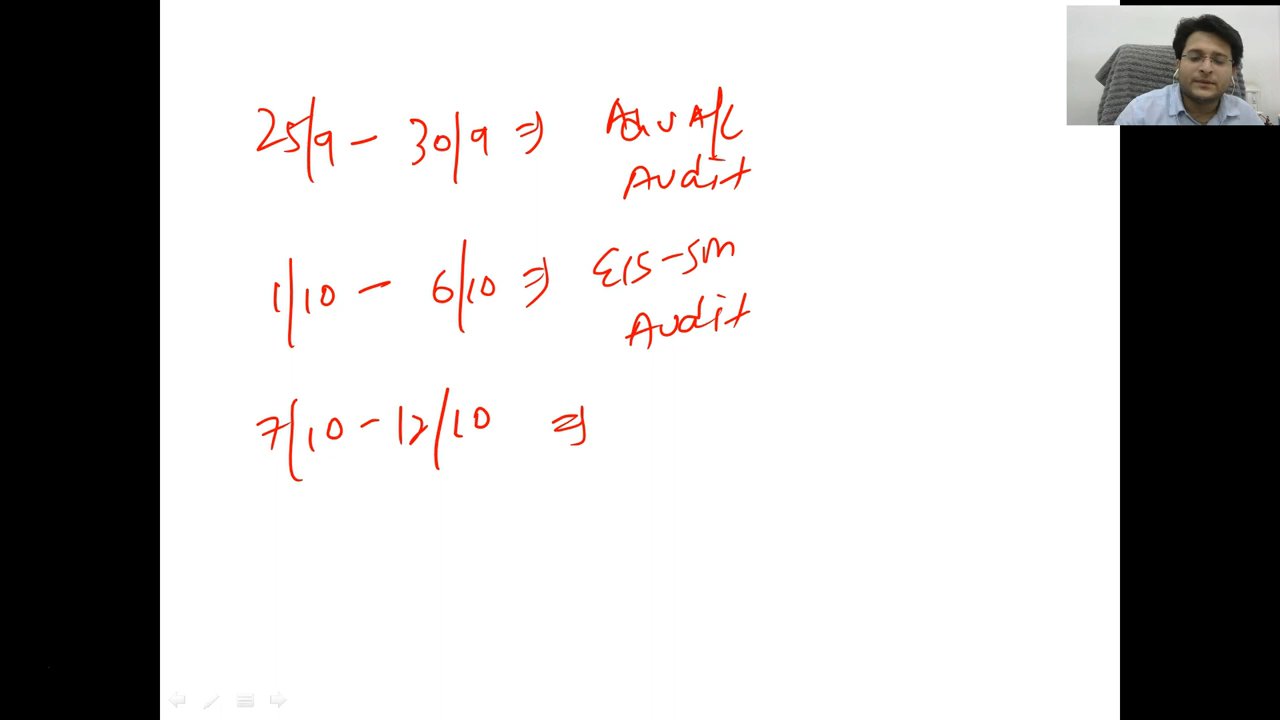 25/9 - 30/9 ⇒ Adv A/C
Audit
1/10 - 6/10 ⇒ EIS-SM
Audit
7/10 - 12/10 ⇒